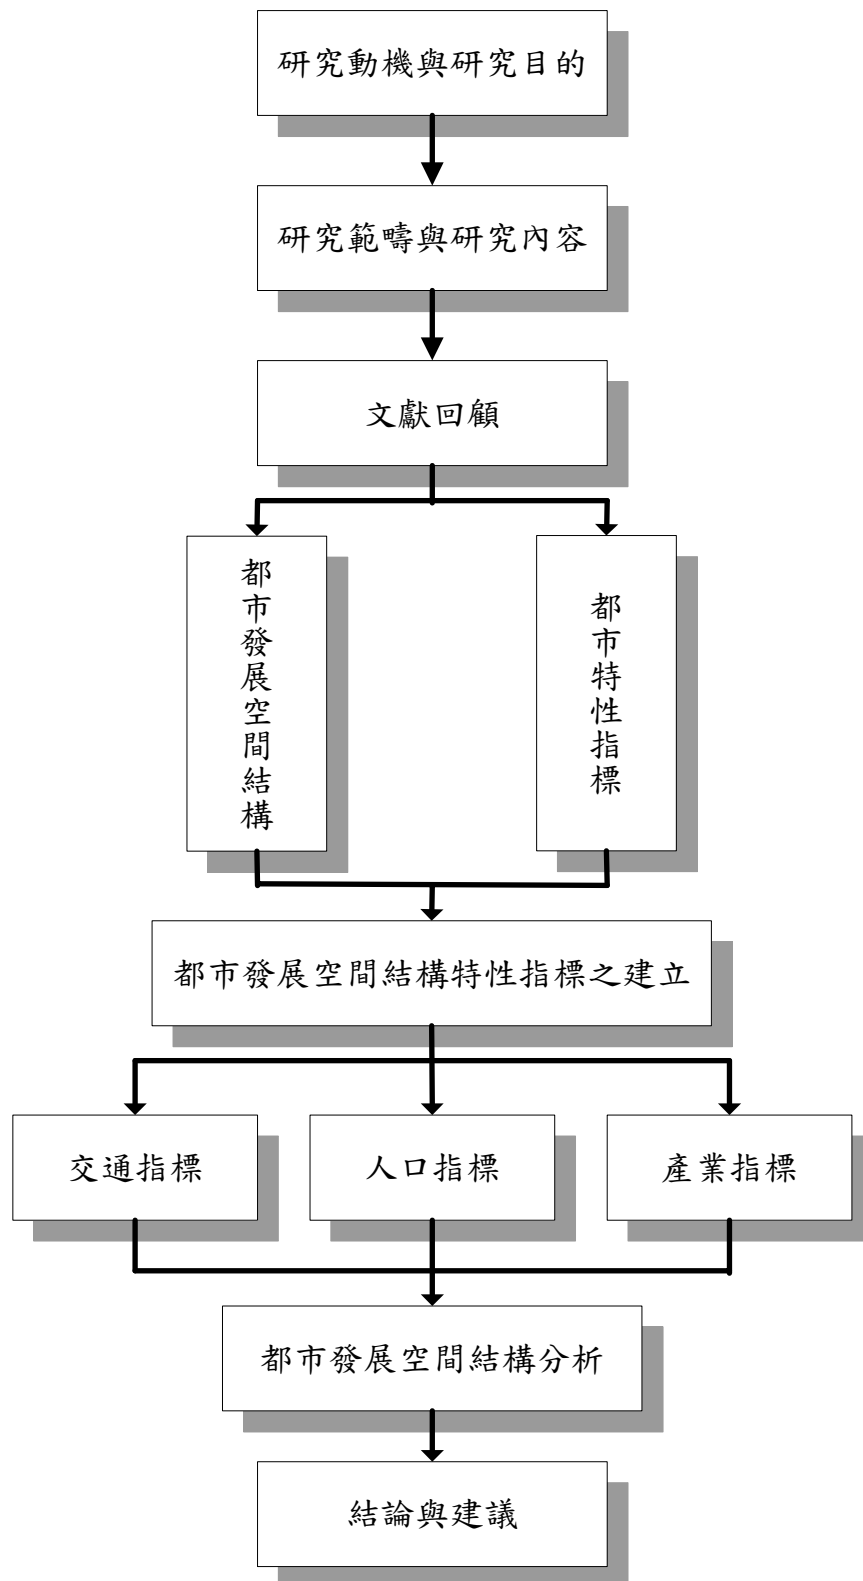 研究動機與研究目的
研究範疇與研究內容
文獻回顧
都市發展空間結構
都市特性指標
都市發展空間結構特性指標之建立
交通指標
人口指標
產業指標
都市發展空間結構分析
結論與建議